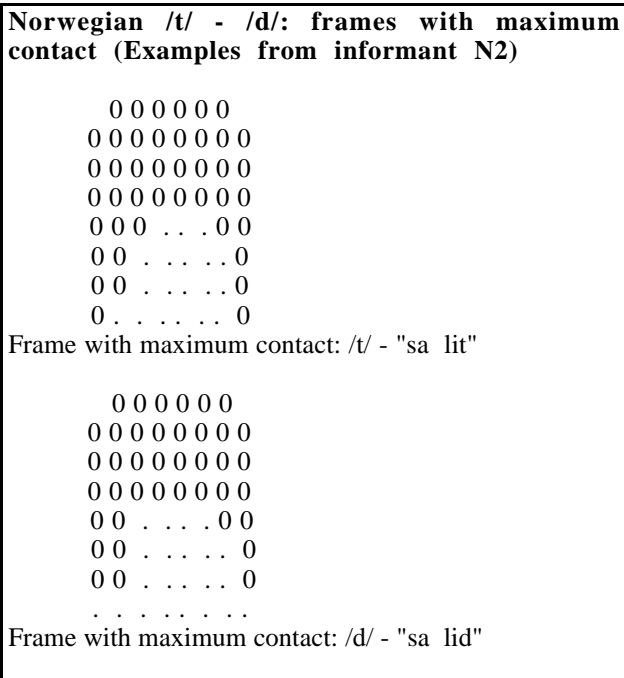 Norwegian /t/ - /d/: frames with maximum
contact (Examples from informant N2)
0 0 0 0 0 0
0 0 0 0 0 0 0 0
0 0 0 0 0 0 0 0
0 0 0 0 0 0 0 0
0 0 0 . . . 0 0
0 0 . . . . . 0
0 0 . . . . . 0
0 . . . . . . 0
Frame with maximum contact: /t/ - "sa lit"
0 0 0 0 0 0
0 0 0 0 0 0 0 0
0 0 0 0 0 0 0 0
0 0 0 0 0 0 0 0
0 0 . . . . 0 0
0 0 . . . . . 0
0 0 . . . . . 0
. . . . . . . .
Frame with maximum contact: /d/ - "sa lid"